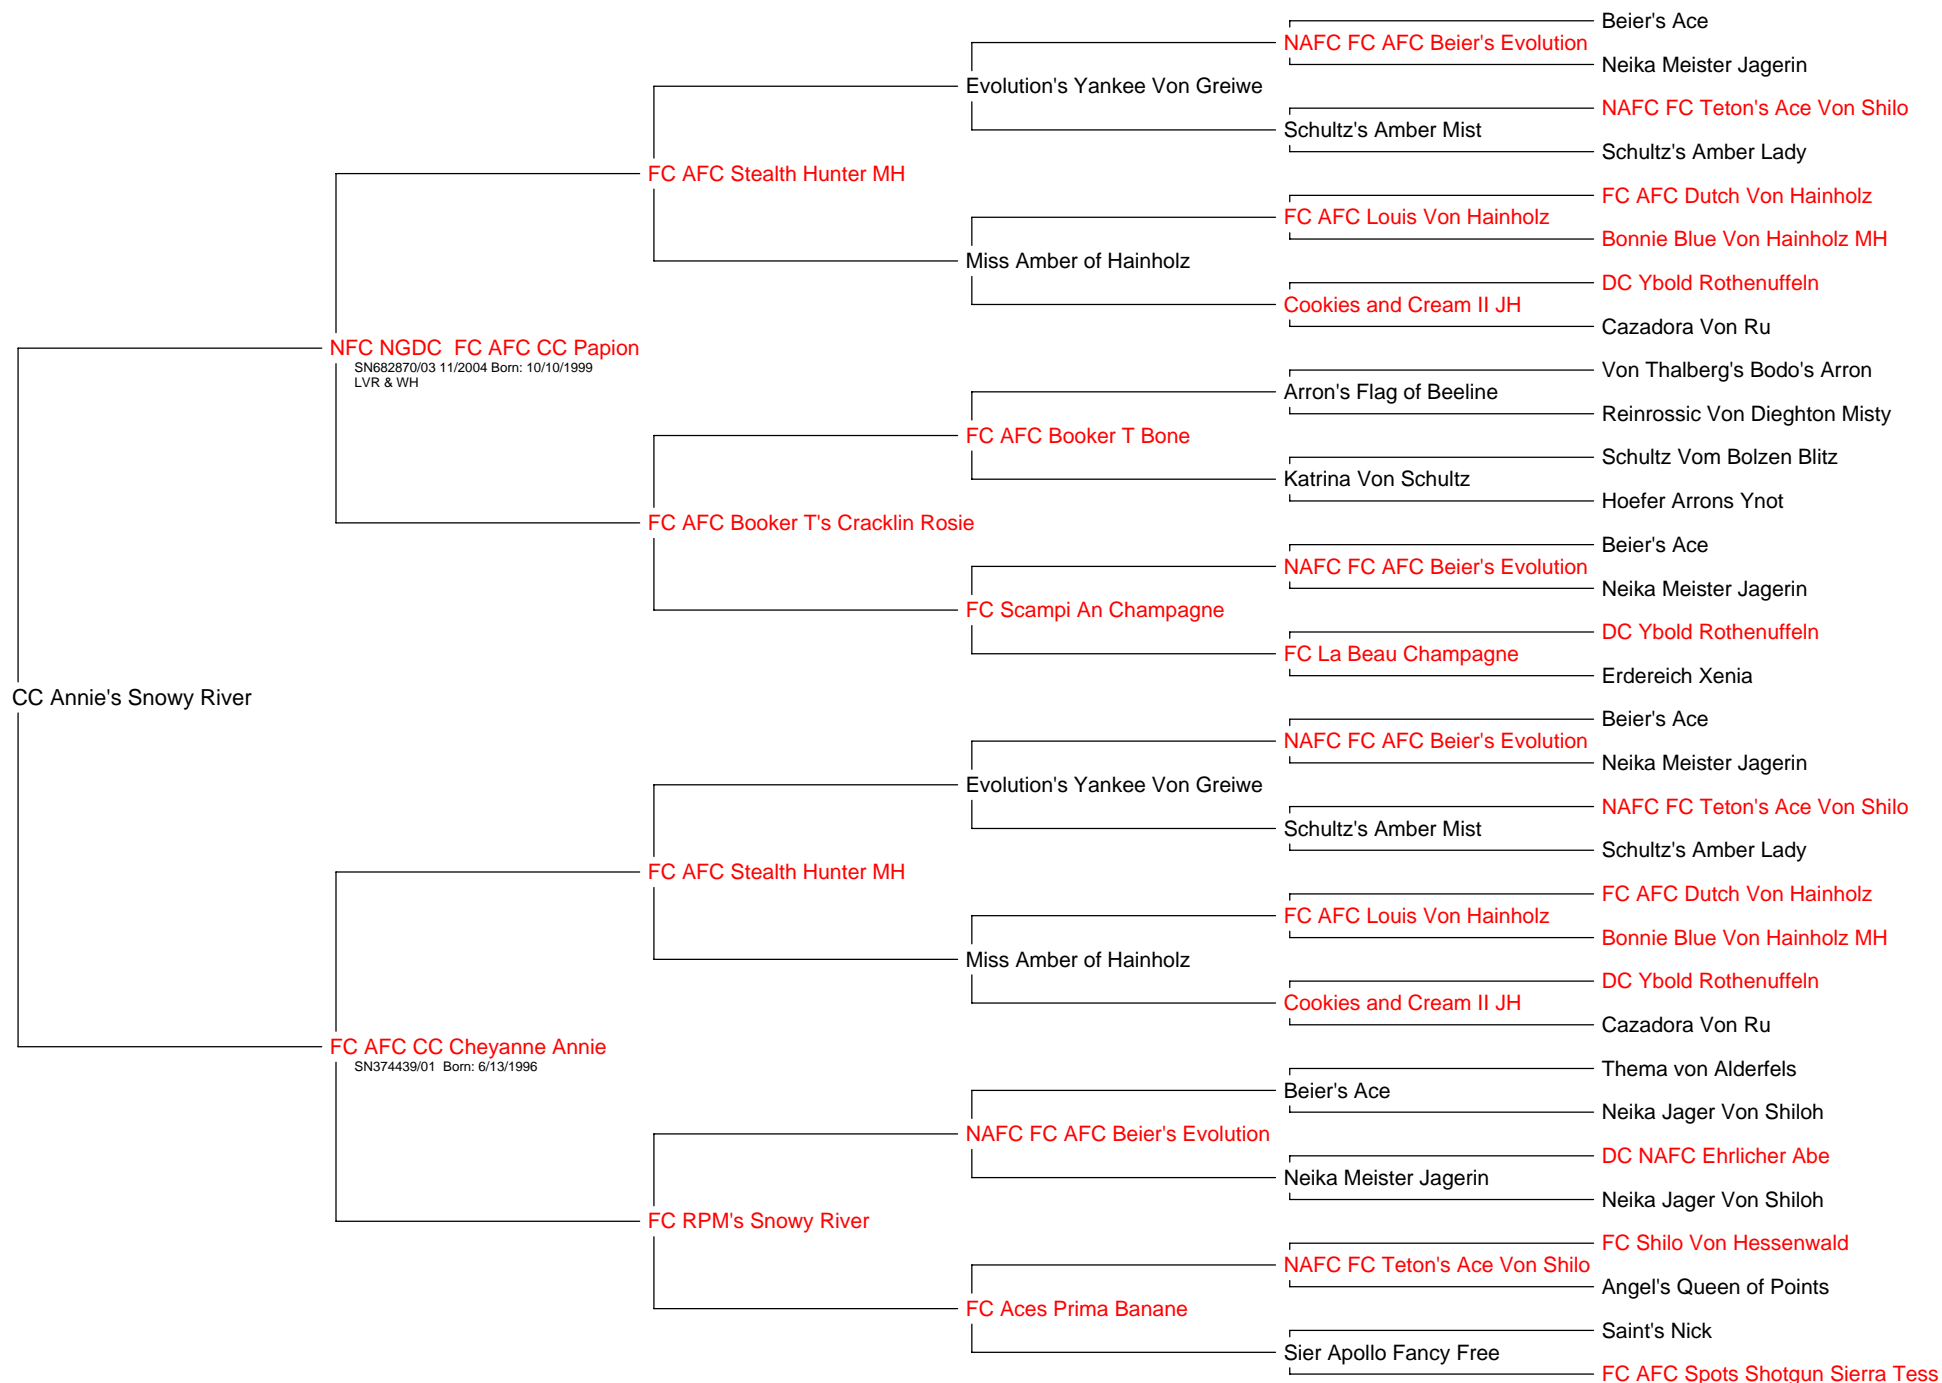 Beier's Ace
NAFC FC AFC Beier's Evolution
Neika Meister Jagerin
Evolution's Yankee Von Greiwe
NAFC FC Teton's Ace Von Shilo
Schultz's Amber Mist
Schultz's Amber Lady
FC AFC Stealth Hunter MH
FC AFC Dutch Von Hainholz
FC AFC Louis Von Hainholz
Bonnie Blue Von Hainholz MH
Miss Amber of Hainholz
DC Ybold Rothenuffeln
Cookies and Cream II JH
Cazadora Von Ru
NFC NGDC  FC AFC CC Papion
SN682870/03 11/2004 Born: 10/10/1999
LVR & WH
Von Thalberg's Bodo's Arron
Arron's Flag of Beeline
Reinrossic Von Dieghton Misty
FC AFC Booker T Bone
Schultz Vom Bolzen Blitz
Katrina Von Schultz
Hoefer Arrons Ynot
FC AFC Booker T's Cracklin Rosie
Beier's Ace
NAFC FC AFC Beier's Evolution
Neika Meister Jagerin
FC Scampi An Champagne
DC Ybold Rothenuffeln
FC La Beau Champagne
Erdereich Xenia
CC Annie's Snowy River
Beier's Ace
NAFC FC AFC Beier's Evolution
Neika Meister Jagerin
Evolution's Yankee Von Greiwe
NAFC FC Teton's Ace Von Shilo
Schultz's Amber Mist
Schultz's Amber Lady
FC AFC Stealth Hunter MH
FC AFC Dutch Von Hainholz
FC AFC Louis Von Hainholz
Bonnie Blue Von Hainholz MH
Miss Amber of Hainholz
DC Ybold Rothenuffeln
Cookies and Cream II JH
Cazadora Von Ru
FC AFC CC Cheyanne Annie
SN374439/01  Born: 6/13/1996
Thema von Alderfels
Beier's Ace
Neika Jager Von Shiloh
NAFC FC AFC Beier's Evolution
DC NAFC Ehrlicher Abe
Neika Meister Jagerin
Neika Jager Von Shiloh
FC RPM's Snowy River
FC Shilo Von Hessenwald
NAFC FC Teton's Ace Von Shilo
Angel's Queen of Points
FC Aces Prima Banane
Saint's Nick
Sier Apollo Fancy Free
FC AFC Spots Shotgun Sierra Tess